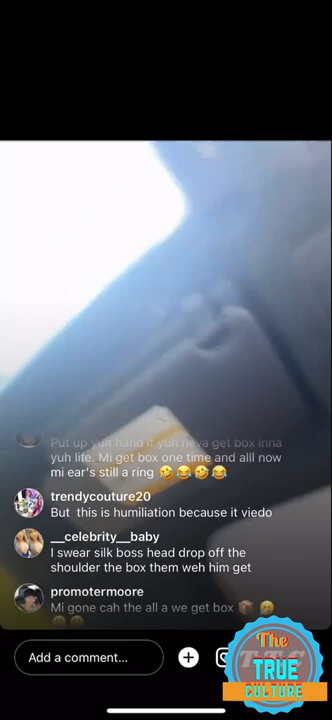 Put up yuh hand if yuh neva get box inna
yuh life. Mi get box one time and alll now
mi ear's still a ring 🤣😂🤣😂
trendycouture20
But this is humiliation because it viedo
__celebrity__baby
I swear silk boss head drop off the
shoulder the box them weh him get
promotermoore
Mi gone cah the all a we get box 📦 😢
Add a comment...
The
TRUE
CULTURE